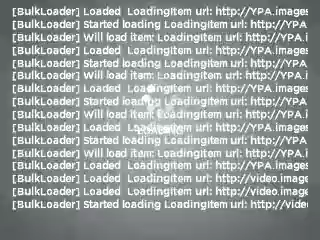 [BulkLoader] Loaded LoadingItem url: http://YPA.images
[BulkLoader] Started loading LoadingItem url: http://YPA
[BulkLoader] Will load item: LoadingItem url: http://YPA.i
[BulkLoader] Loaded LoadingItem url: http://YPA.images
[BulkLoader] Started loading LoadingItem url: http://YPA
[BulkLoader] Will load item: LoadingItem url: http://YPA.i
[BulkLoader] Loaded LoadingItem url: http://YPA.images
[BulkLoader] Started loading LoadingItem url: http://YPA
[BulkLoader] Will load item: LoadingItem url: http://YPA.i
[BulkLoader] Loaded LoadingItem url: http://YPA.images
[BulkLoader] Started loading LoadingItem url: http://YPA
[BulkLoader] Will load item: LoadingItem url: http://YPA.i
[BulkLoader] Loaded LoadingItem url: http://YPA.images
[BulkLoader] Loaded LoadingItem url: http://video.image
[BulkLoader] Loaded LoadingItem url: http://video.image
[BulkLoader] Started loading LoadingItem url: http://vide